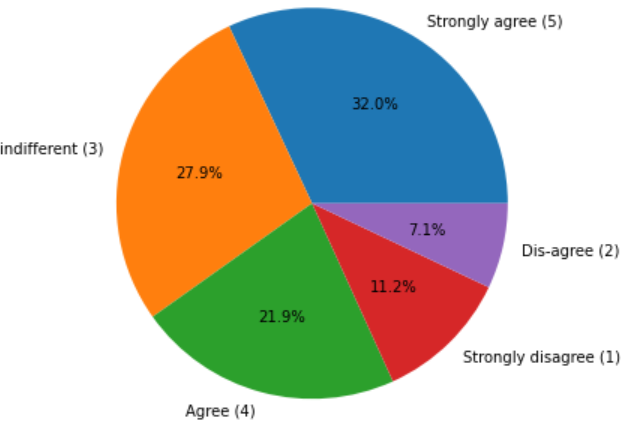 Strongly agree (5)
32.0%
indifferent (3)
27.9%
7.1%
Dis-agree (2)
11.2%
21.9%
Strongly disagree (1)
Agree (4)